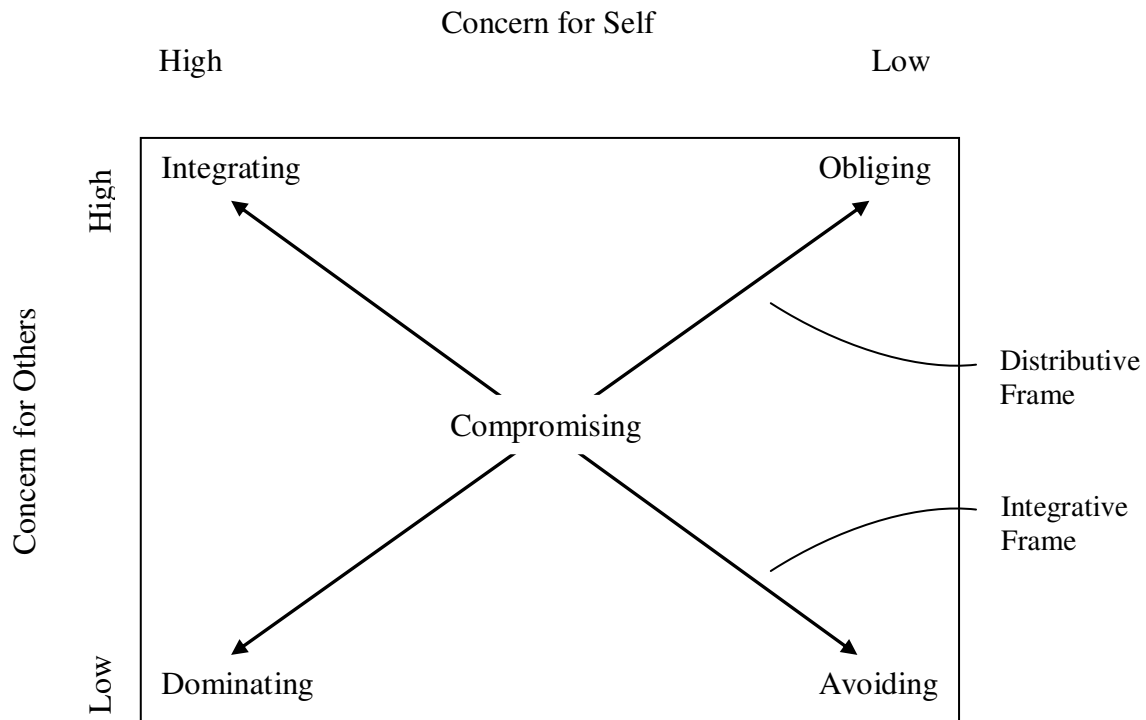 Concern for Self
High Low
Integrating Obliging
High
Concern for Others
Distributive
Frame
Compromising
Integrative
Frame
Low
Dominating Avoiding